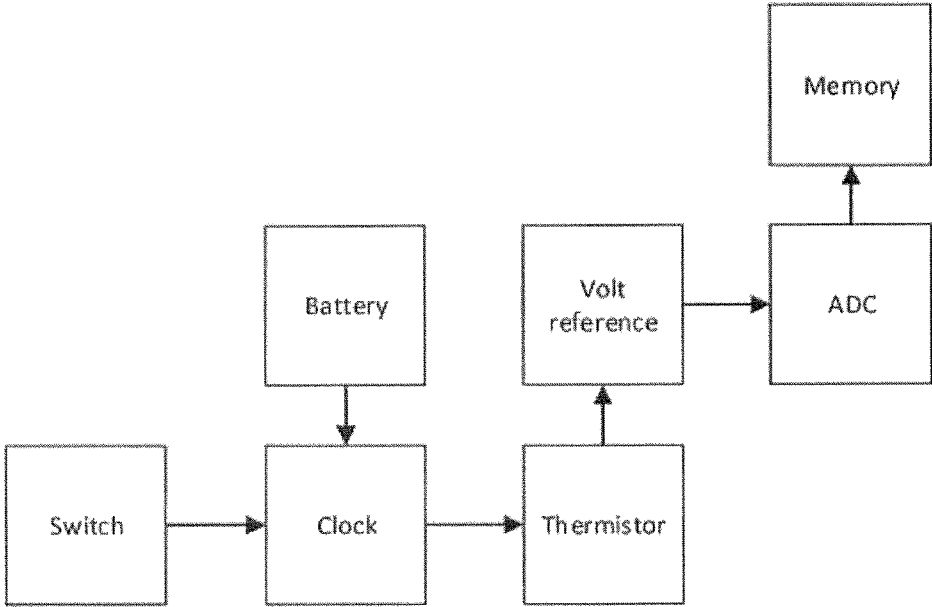 Memory
Battery
Volt
reference
ADC
Switch
Clock
Thermistor